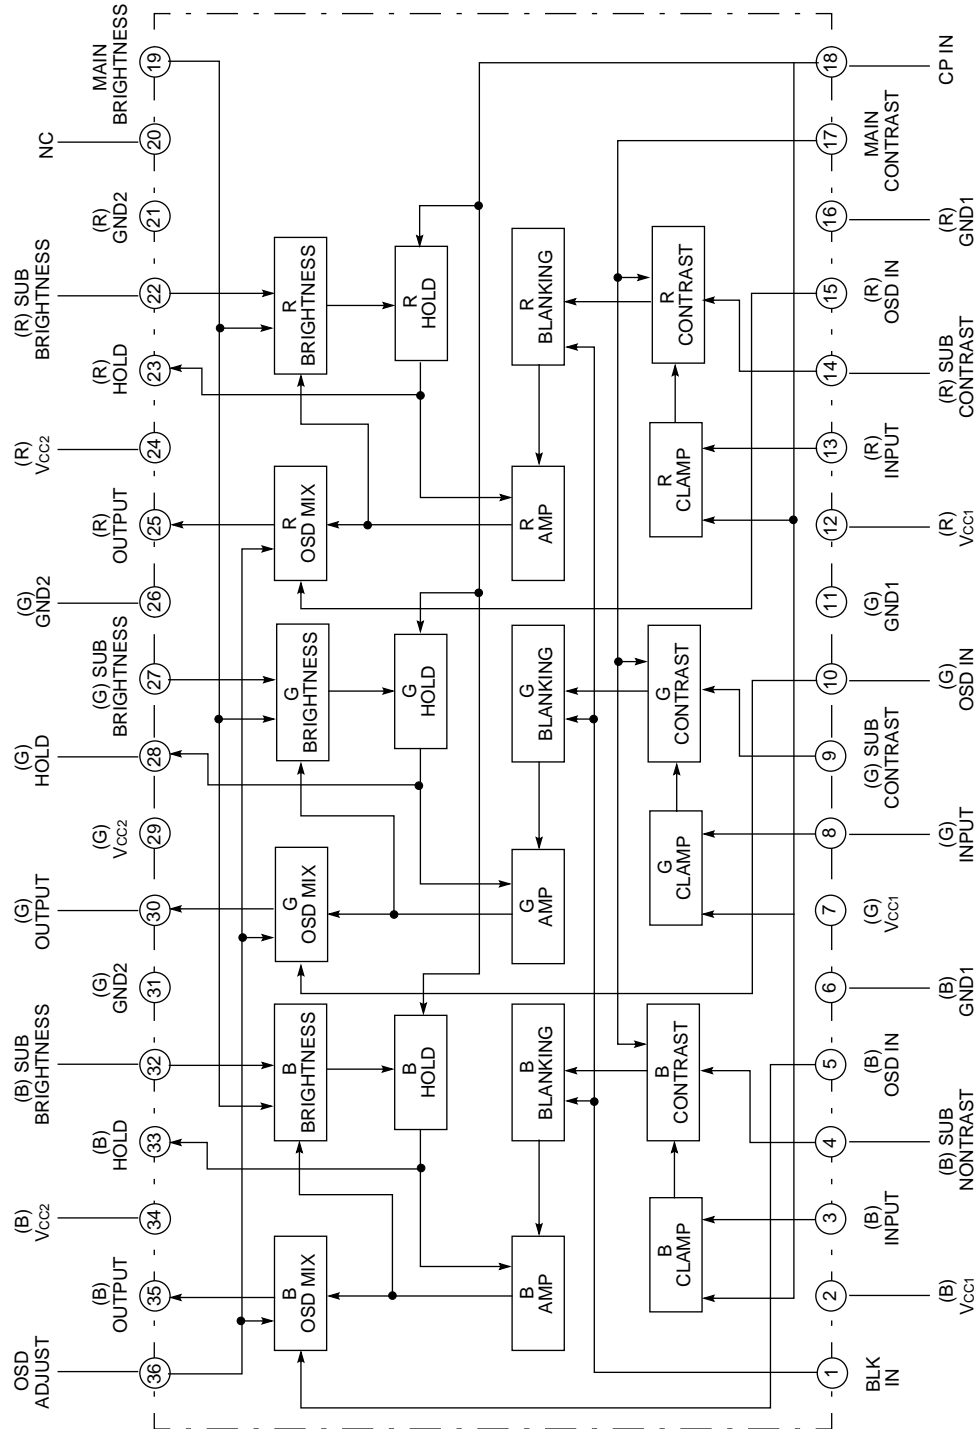 OSD
ADJUST
(B)
OUTPUT
(B)
VCC2
(B)
HOLD
(B) SUB
BRIGHTNESS
(G)
GND2
(G)
OUTPUT
(G)
VCC2
(G)
HOLD
(G) SUB
BRIGHTNESS
(G)
GND2
(R)
OUTPUT
(R)
VCC2
(R)
HOLD
(R) SUB
BRIGHTNESS
(R)
GND2
NC
MAIN
BRIGHTNESS
36 35 34 33 32 31 30 29 28 27 26 25 24 23 22 21 20 19
B
OSD MIX
B
BRIGHTNESS
G
OSD MIX
G
BRIGHTNESS
R
OSD MIX
R
BRIGHTNESS
B
HOLD
G
HOLD
R
HOLD
B
AMP
B
BLANKING
G
AMP
G
BLANKING
R
AMP
R
BLANKING
B
CLAMP
B
CONTRAST
G
CLAMP
G
CONTRAST
R
CLAMP
R
CONTRAST
1 2 3 4 5 6 7 8 9 10 11 12 13 14 15 16 17 18
BLK
IN
(B)
VCC1
(B)
INPUT
(B) SUB
NONTRAST
(B)
OSD IN
(B)
GND1
(G)
VCC1
(G)
INPUT
(G) SUB
CONTRAST
(G)
OSD IN
(G)
GND1
(R)
VCC1
(R)
INPUT
(R) SUB
CONTRAST
(R)
OSD IN
(R)
GND1
MAIN
CONTRAST
CP IN